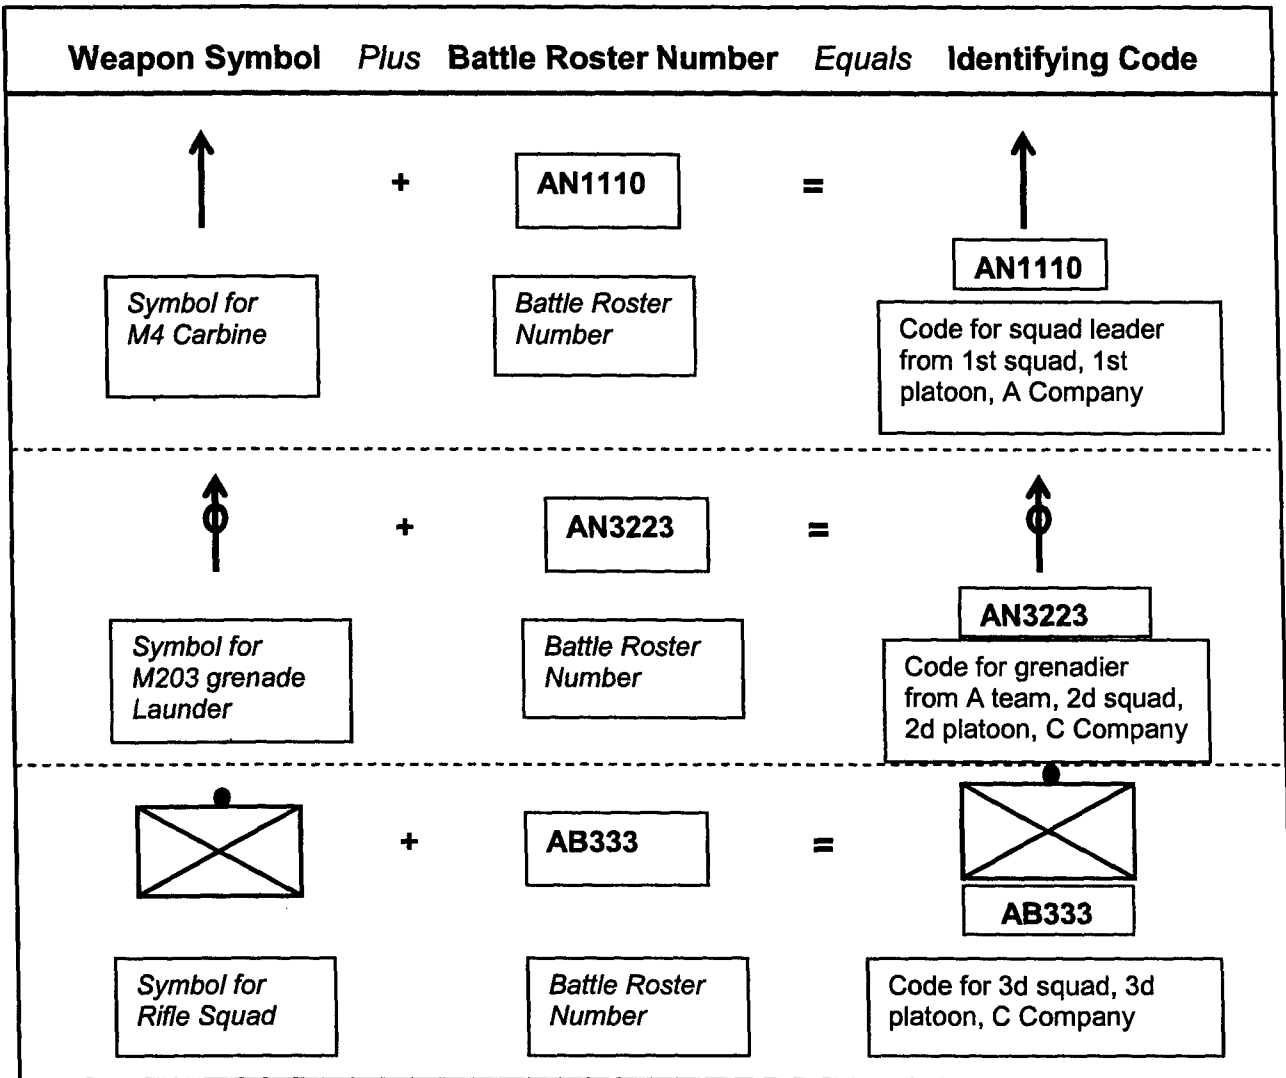 Weapon Symbol Plus Battle Roster Number Equals Identifying Code
+ AN1110 =
AN1110
Symbol for
M4 Carbine
Battle Roster
Number
Code for squad leader
from 1st squad, 1st
platoon, A Company
+ AN3223 =
AN3223
Symbol for
M203 grenade
Launder
Battle Roster
Number
Code for grenadier
from A team, 2d squad,
2d platoon, C Company
+ AB333 =
AB333
Symbol for
Rifle Squad
Battle Roster
Number
Code for 3d squad, 3d
platoon, C Company